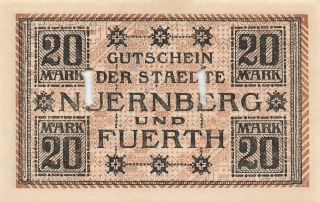 20 MARK
20 MARK
GUTSCHEIN
DER STAEDTE
NUERNBERG
UND
FUERTH
MARK 20
MARK 20